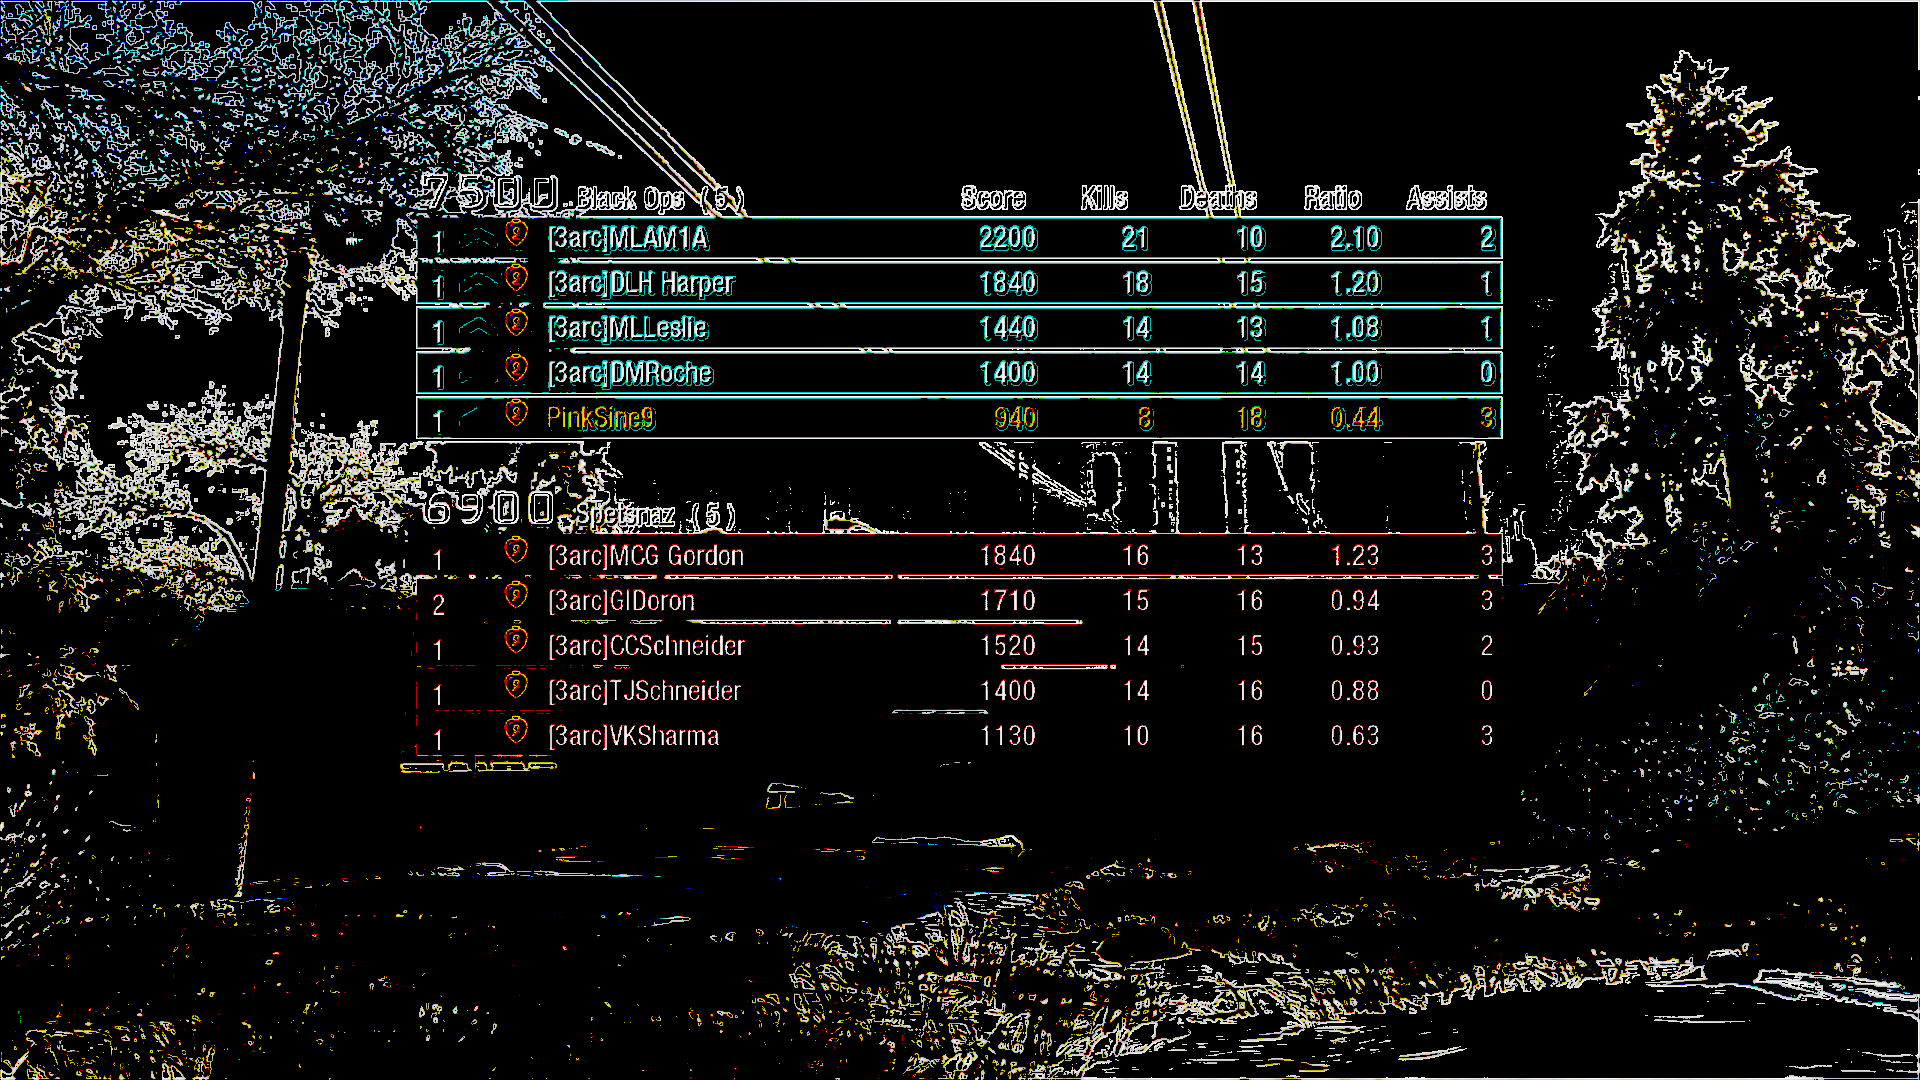 7500 Black Ops ( 5 ) Score Kills Deaths Ratio Assists
1 [3arc]MLAM1A 2200 21 10 2.10 2
1 [3arc]DLH Harper 1840 18 15 1.20 1
1 [3arc]MLLeslie 1440 14 13 1.08 1
1 [3arc]DMRoche 1400 14 14 1.00 0
1 PinkSine9 940 8 18 0.44 3
6900 Spetsnaz ( 5 )
1 [3arc]MCG Gordon 1840 16 13 1.23 3
2 [3arc]GIDoron 1710 15 16 0.94 3
1 [3arc]CCSchneider 1520 14 15 0.93 2
1 [3arc]TJSchneider 1400 14 16 0.88 0
1 [3arc]VKSharma 1130 10 16 0.63 3